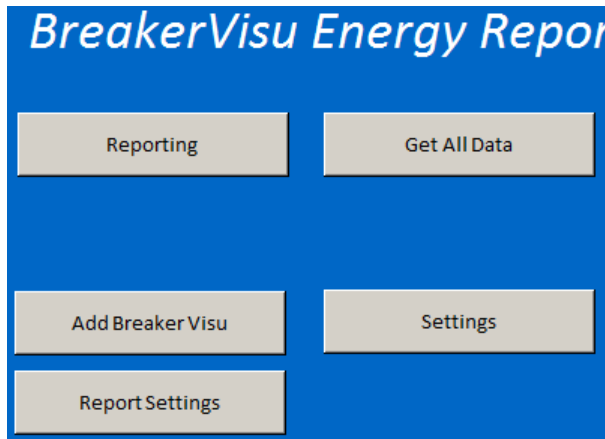 BreakerVisu Energy Repor
Reporting
Get All Data
Add Breaker Visu
Settings
Report Settings